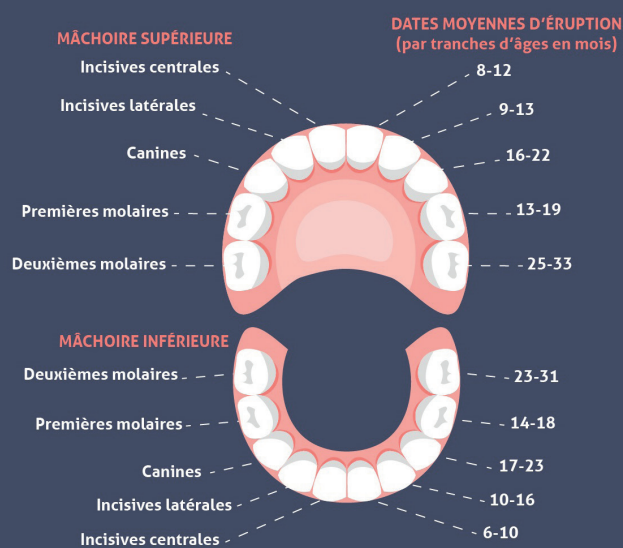 MÂCHOIRE SUPÉRIEURE
DATES MOYENNES D'ÉRUPTION
(par tranches d'âges en mois)
Incisives centrales
8-12
Incisives latérales
9-13
Canines
16-22
Premières molaires
13-19
Deuxièmes molaires
25-33
MÂCHOIRE INFÉRIEURE
Deuxièmes molaires
23-31
Premières molaires
14-18
Canines
17-23
Incisives latérales
10-16
Incisives centrales
6-10